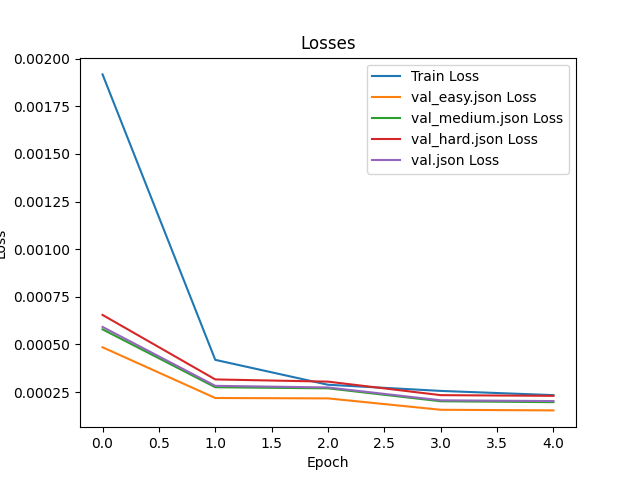 Losses
0.00200
0.00175
0.00150
0.00125
0.00100
0.00075
0.00050
0.00025
Loss
Train Loss
val_easy.json Loss
val_medium.json Loss
val_hard.json Loss
val.json Loss
0.0 0.5 1.0 1.5 2.0 2.5 3.0 3.5 4.0
Epoch